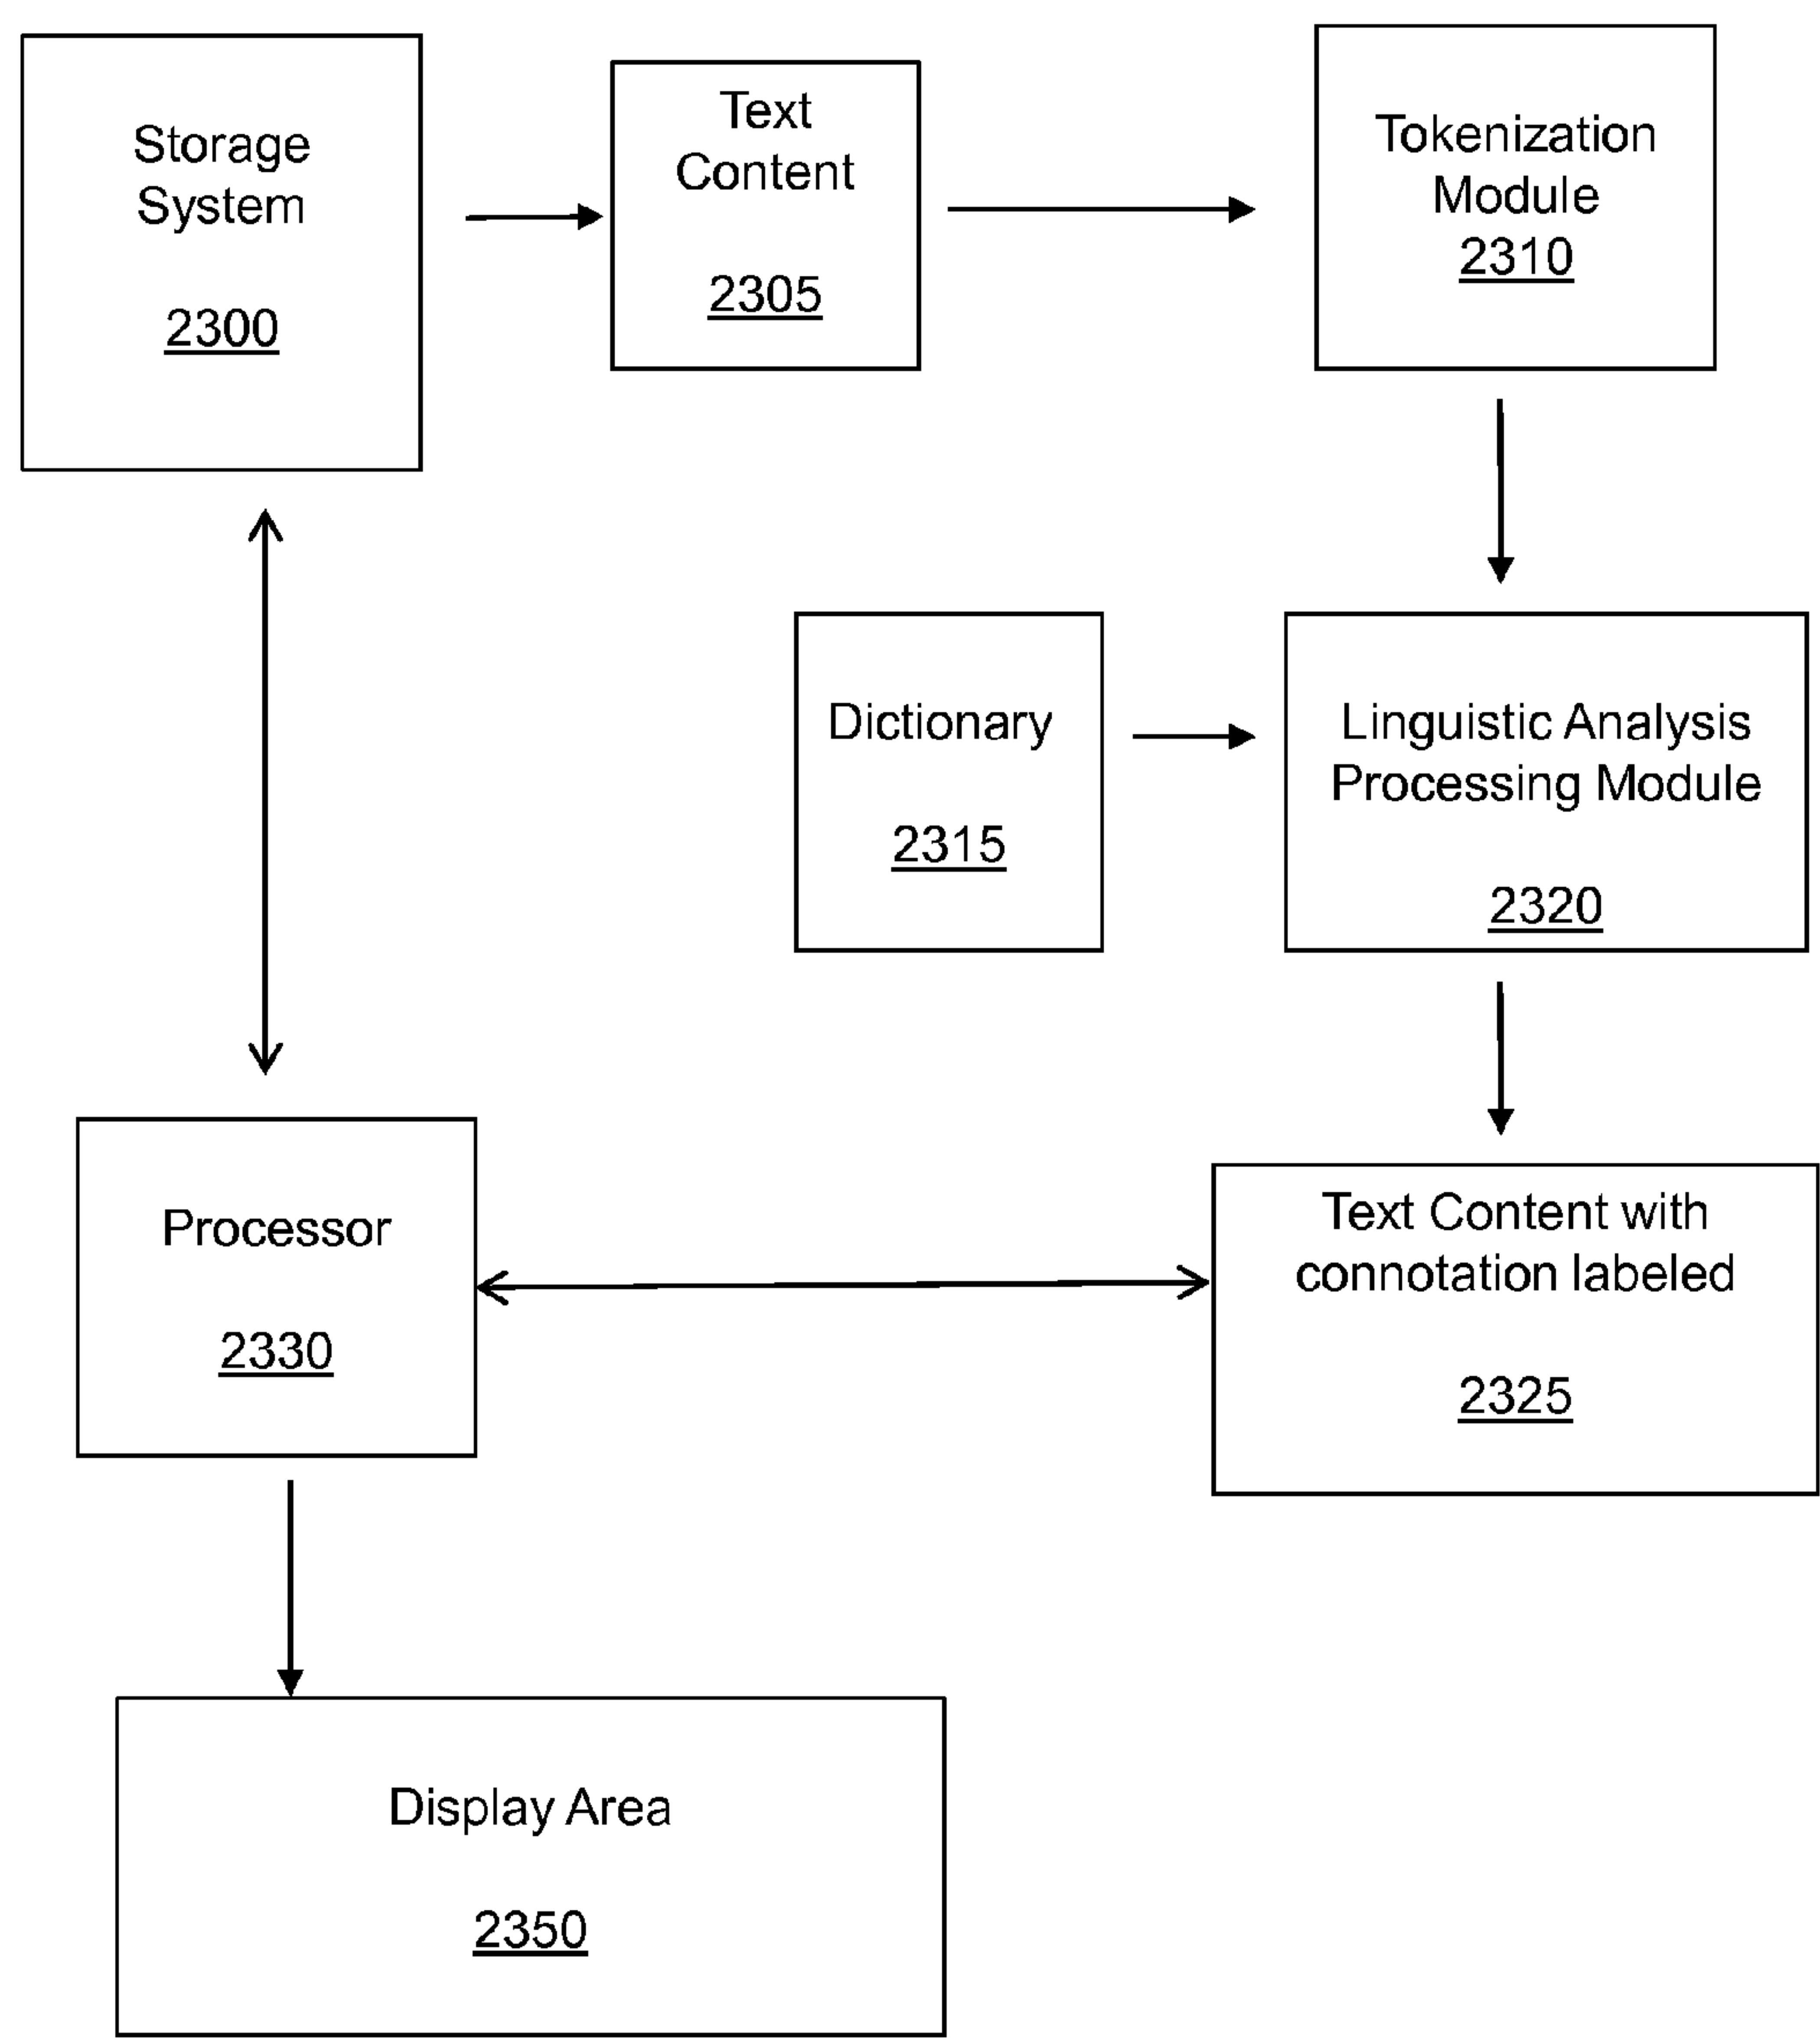 Storage
System
2300
Text
Content
2305
Tokenization
Module
2310
Dictionary
2315
Linguistic Analysis
Processing Module
2320
Processor
2330
Text Content with
connotation labeled
2325
Display Area
2350